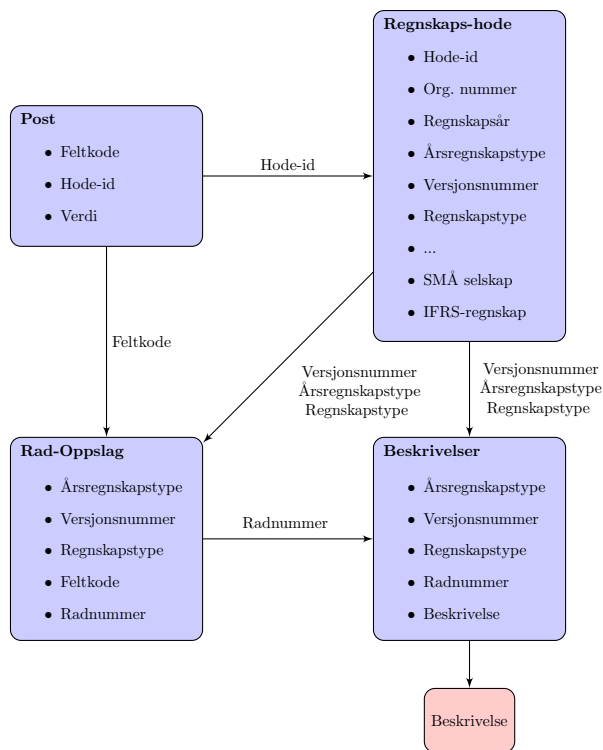 Regnskaps-hode
• Hode-id
• Org. nummer
• Regnskapsår
• Årsregnskapstype
• Versjonsnummer
• Regnskapstype
• ...
• SMÅ selskap
• IFRS-regnskap
Post
• Feltkode
• Hode-id
• Verdi
Hode-id
Feltkode
Versjonsnummer
Årsregnskapstype
Regnskapstype
Versjonsnummer
Årsregnskapstype
Regnskapstype
Rad-Oppslag
• Årsregnskapstype
• Versjonsnummer
• Regnskapstype
• Feltkode
• Radnummer
Radnummer
Beskrivelser
• Årsregnskapstype
• Versjonsnummer
• Regnskapstype
• Radnummer
• Beskrivelse
Beskrivelse